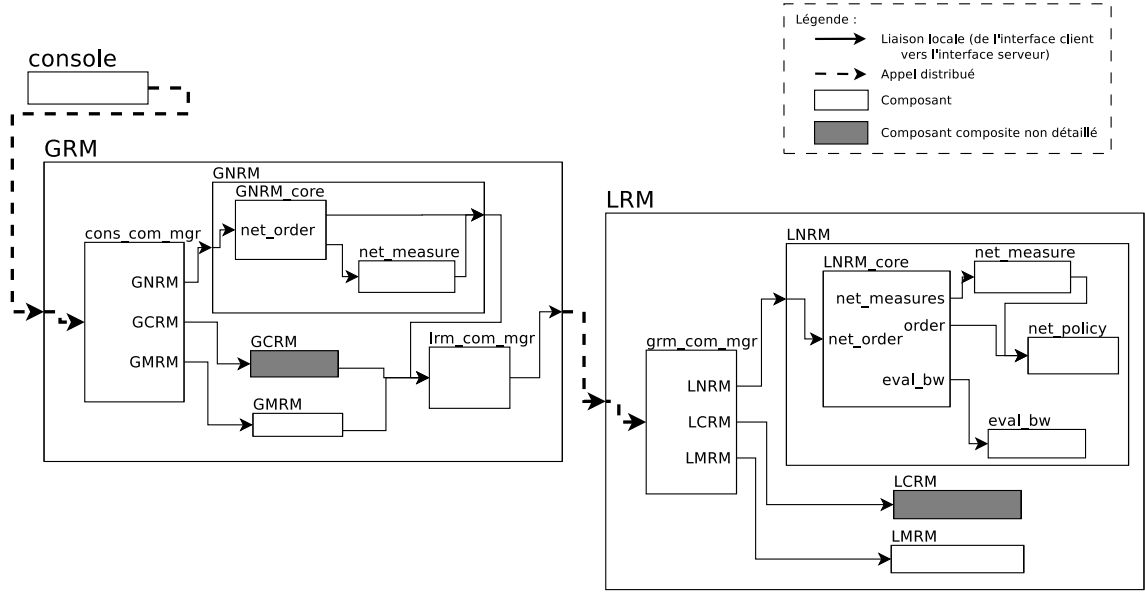 Légende :
Liaison locale (de l'interface client
vers l'interface serveur)
Appel distribué
Composant
Composant composite non détaillé
console
GRM
GNRM
GNRM_core
net_order
net_measure
cons_com_mgr
GNRM
GCRM
GMRM
GCRM
GMRM
lrm_com_mgr
LRM
LNRM
LNRM_core
net_measures
order
net_order
eval_bw
net_measure
net_policy
eval_bw
grm_com_mgr
LNRM
LCRM
LMRM
LCRM
LMRM